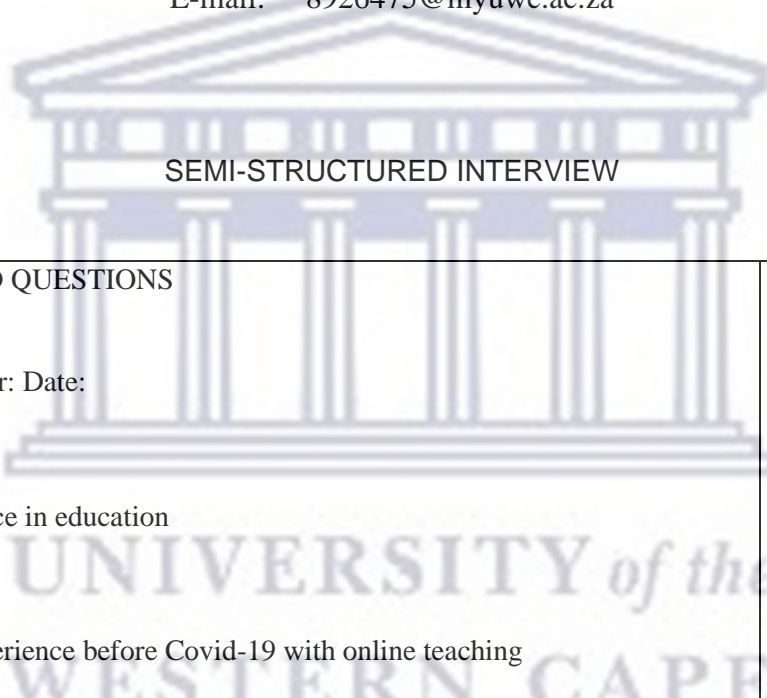 E-mail: 8926475@myuwc.ac.za
SEMI-STRUCTURED INTERVIEW
QUESTIONS
r: Date:
ce in education
UNIVERSITY of the
erience before Covid-19 with online teaching
WESTERN CAPE